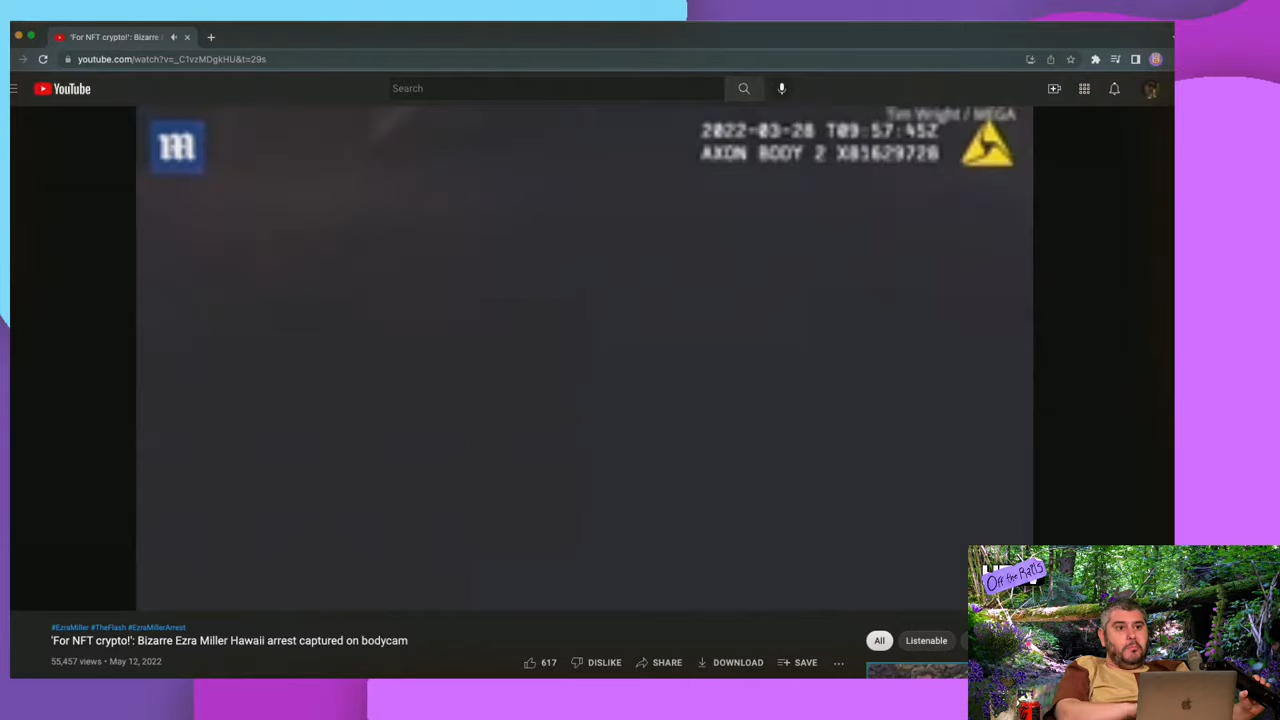 'For NFT crypto!': Bizarre
youtube.com/watch?v=_C1vzMDgkHU&t=29s
YouTube
Search
Tim Wright / MEGA
2022-03-28 T09:57:45Z
AXON BODY 2 X81629728
m
Off the Rails
#EzraMiller #TheFlash #EzraMillerArrest
'For NFT crypto!': Bizarre Ezra Miller Hawaii arrest captured on bodycam
All
Listenable
55,457 views • May 12, 2022
617
DISLIKE
SHARE
DOWNLOAD
SAVE